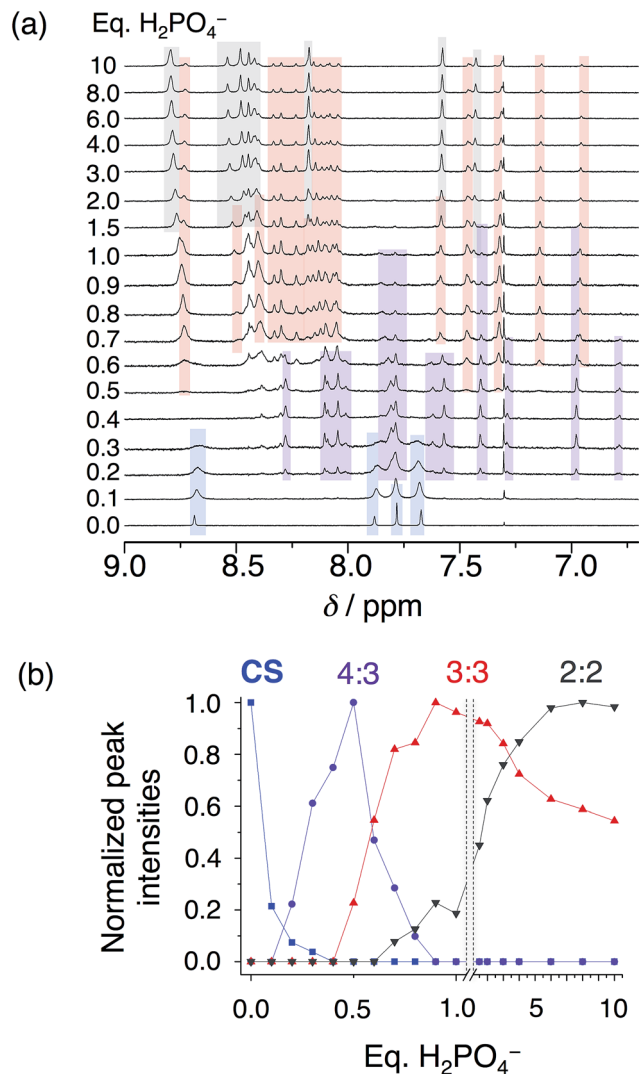 (a)
Eq. H₂PO₄⁻
10
8.0
6.0
4.0
3.0
2.0
1.5
1.0
0.9
0.8
0.7
0.6
0.5
0.4
0.3
0.2
0.1
0.0
9.0 8.5 8.0 7.5 7.0
δ / ppm
(b)
CS 4:3 3:3 2:2
Normalized peak
intensities
1.0
0.8
0.6
0.4
0.2
0.0
0.0 0.5 1.0 5 10
Eq. H₂PO₄⁻